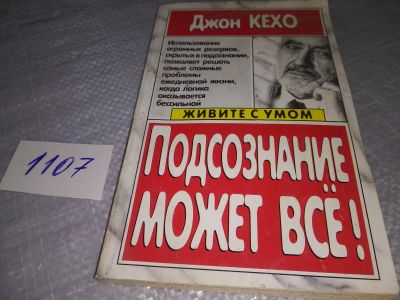 Джон КЕХО
Использование
огромных резервов,
скрытых в подсознании,
позволяет решать
самые сложные
проблемы
ежедневной жизни,
когда логика
оказывается
бессильной
ЖИВИТЕ С УМОМ
1107
ПОДСОЗНАНИЕ
МОЖЕТ ВСЁ!